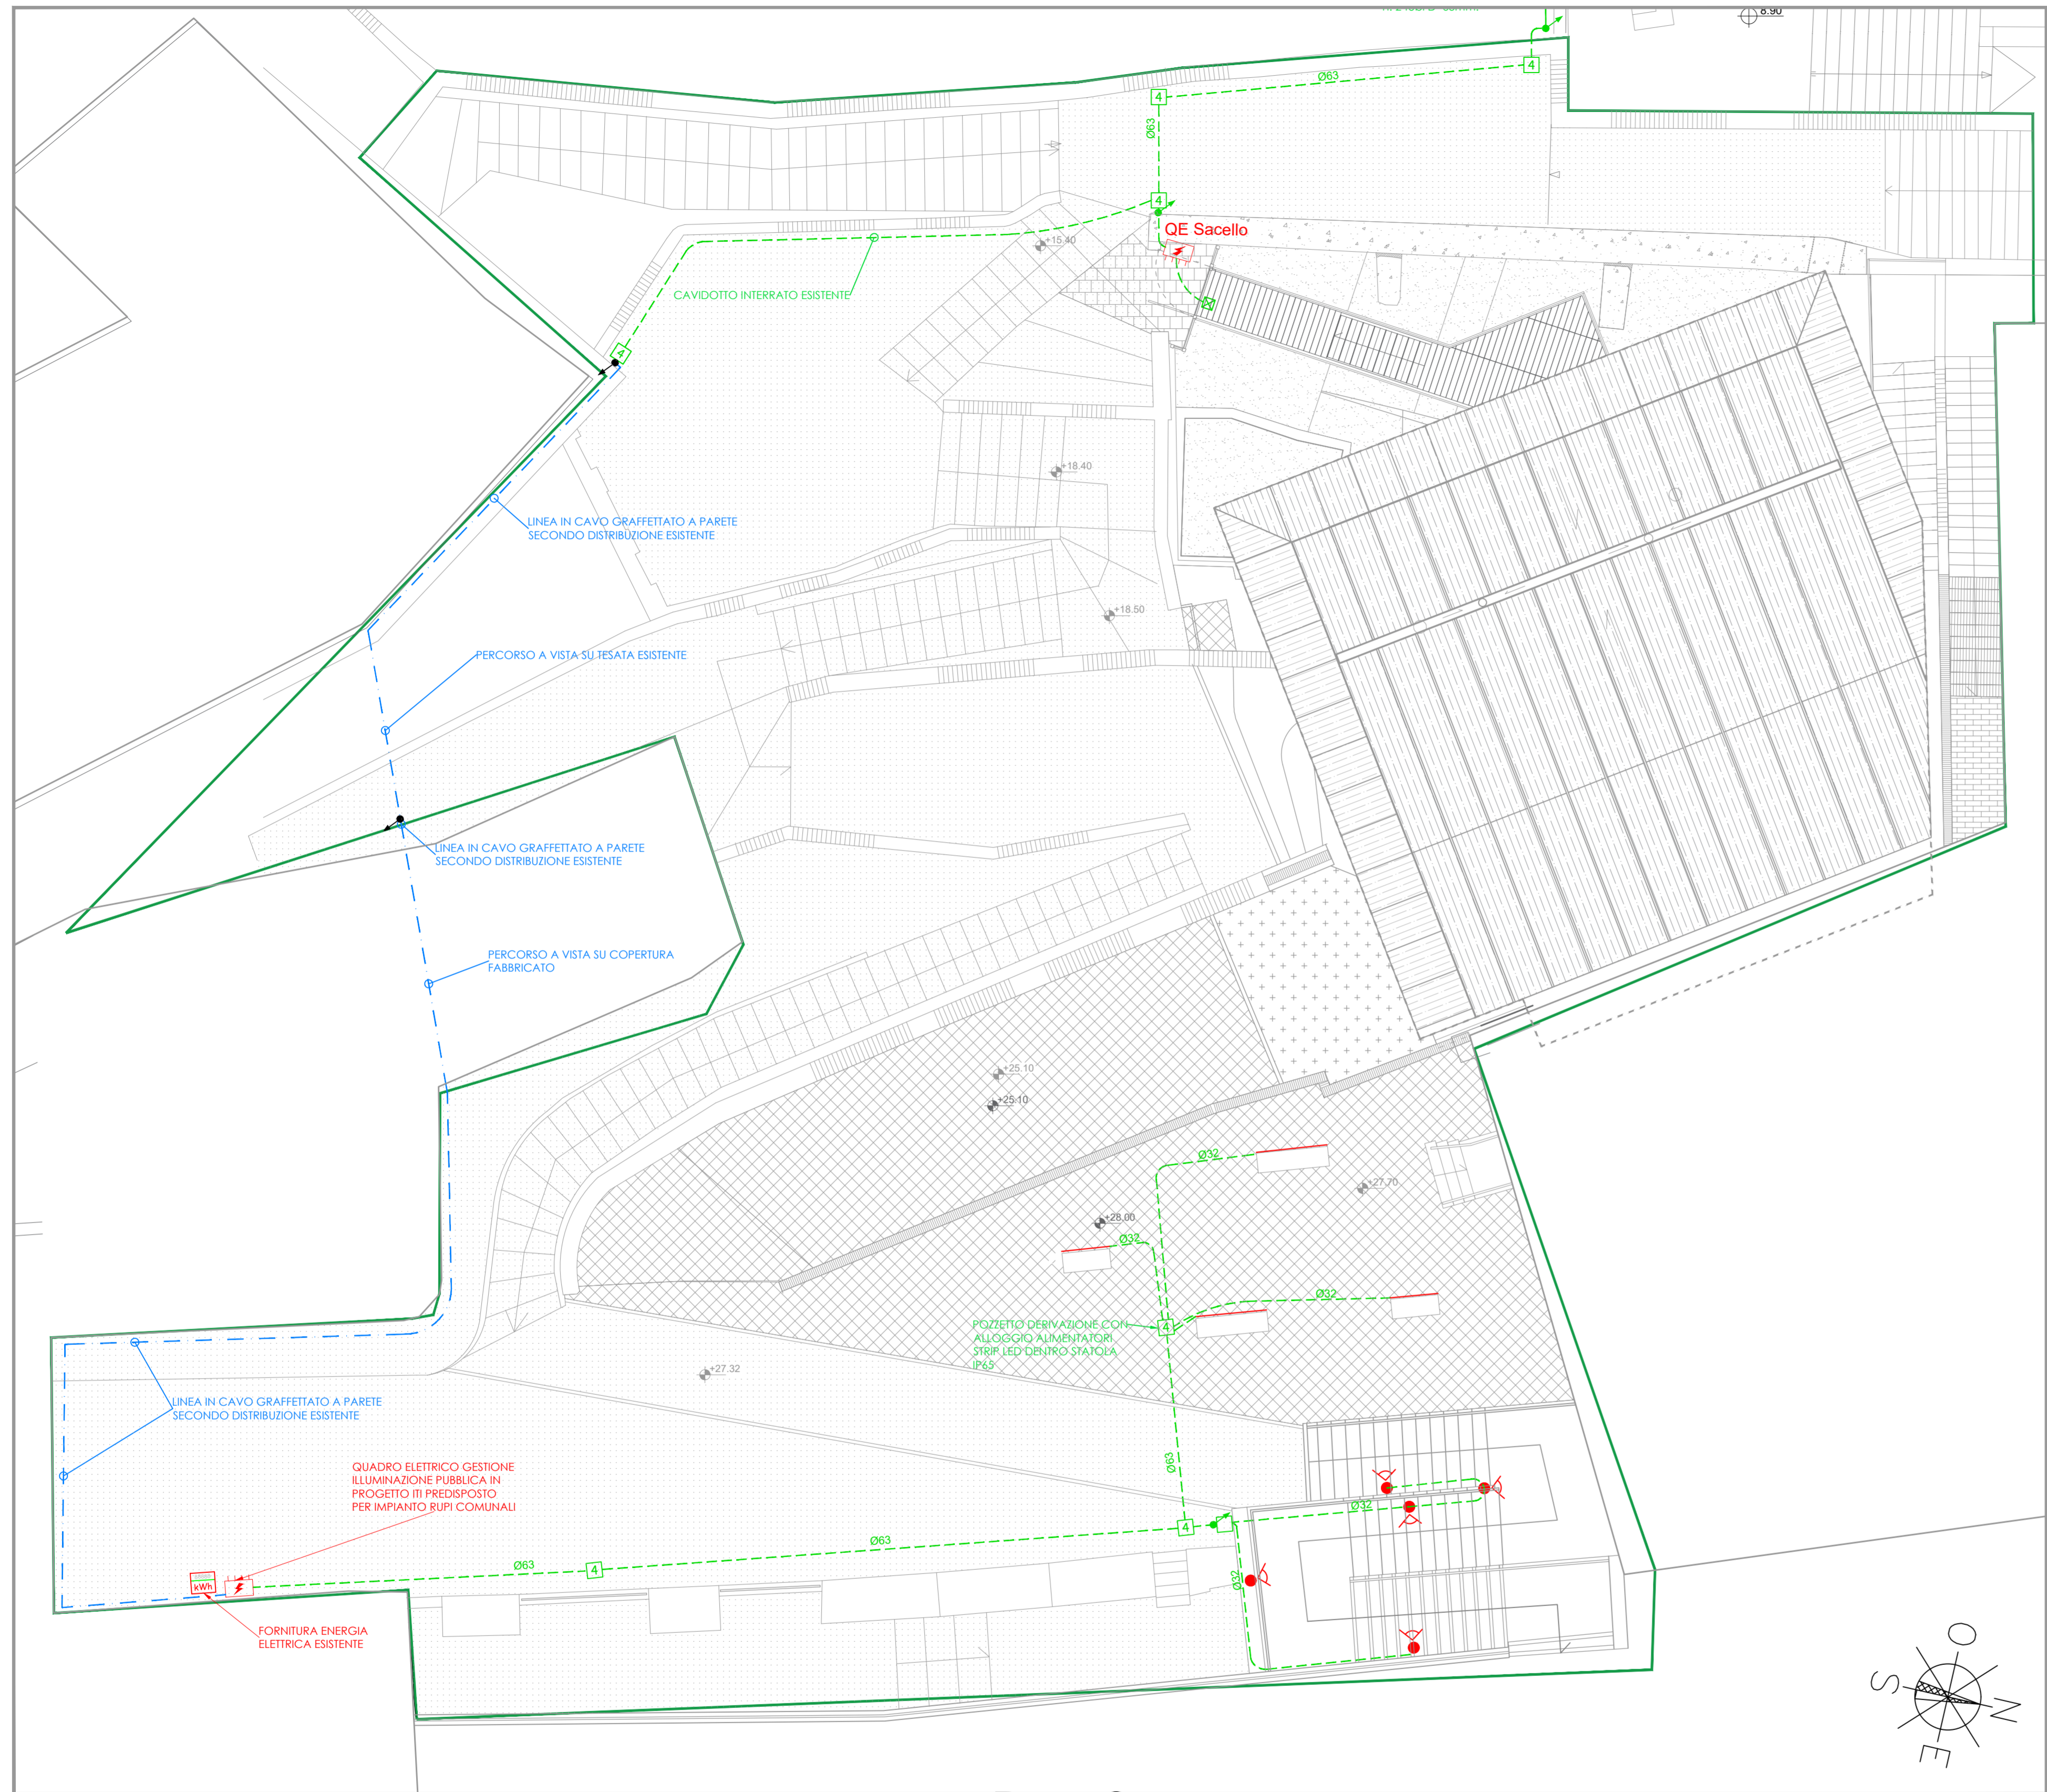 8.90
4
Ø63
4
Ø63
4
QE Sacello
+15.40
CAVIDOTTO INTERRATO ESISTENTE
4
+18.40
LINEA IN CAVO GRAFFETTATO A PARETE
SECONDO DISTRIBUZIONE ESISTENTE
+18.50
PERCORSO A VISTA SU TESATA ESISTENTE
LINEA IN CAVO GRAFFETTATO A PARETE
SECONDO DISTRIBUZIONE ESISTENTE
PERCORSO A VISTA SU COPERTURA
FABBRICATO
+25.10
+25.10
Ø32
+27.70
+28.00
Ø32
Ø32
POZZETTO DERIVAZIONE CON
ALLOGGIO ALIMENTATORI
STRIP LED DENTRO STATOLA
IP65
4
+27.32
LINEA IN CAVO GRAFFETTATO A PARETE
SECONDO DISTRIBUZIONE ESISTENTE
QUADRO ELETTRICO GESTIONE
ILLUMINAZIONE PUBBLICA IN
PROGETTO ITI PREDISPOSTO
PER IMPIANTO RUPI COMUNALI
Ø63
Ø32
4
Ø63
Ø63
4
Ø32
kWh
FORNITURA ENERGIA
ELETTRICA ESISTENTE
O
S
N
E